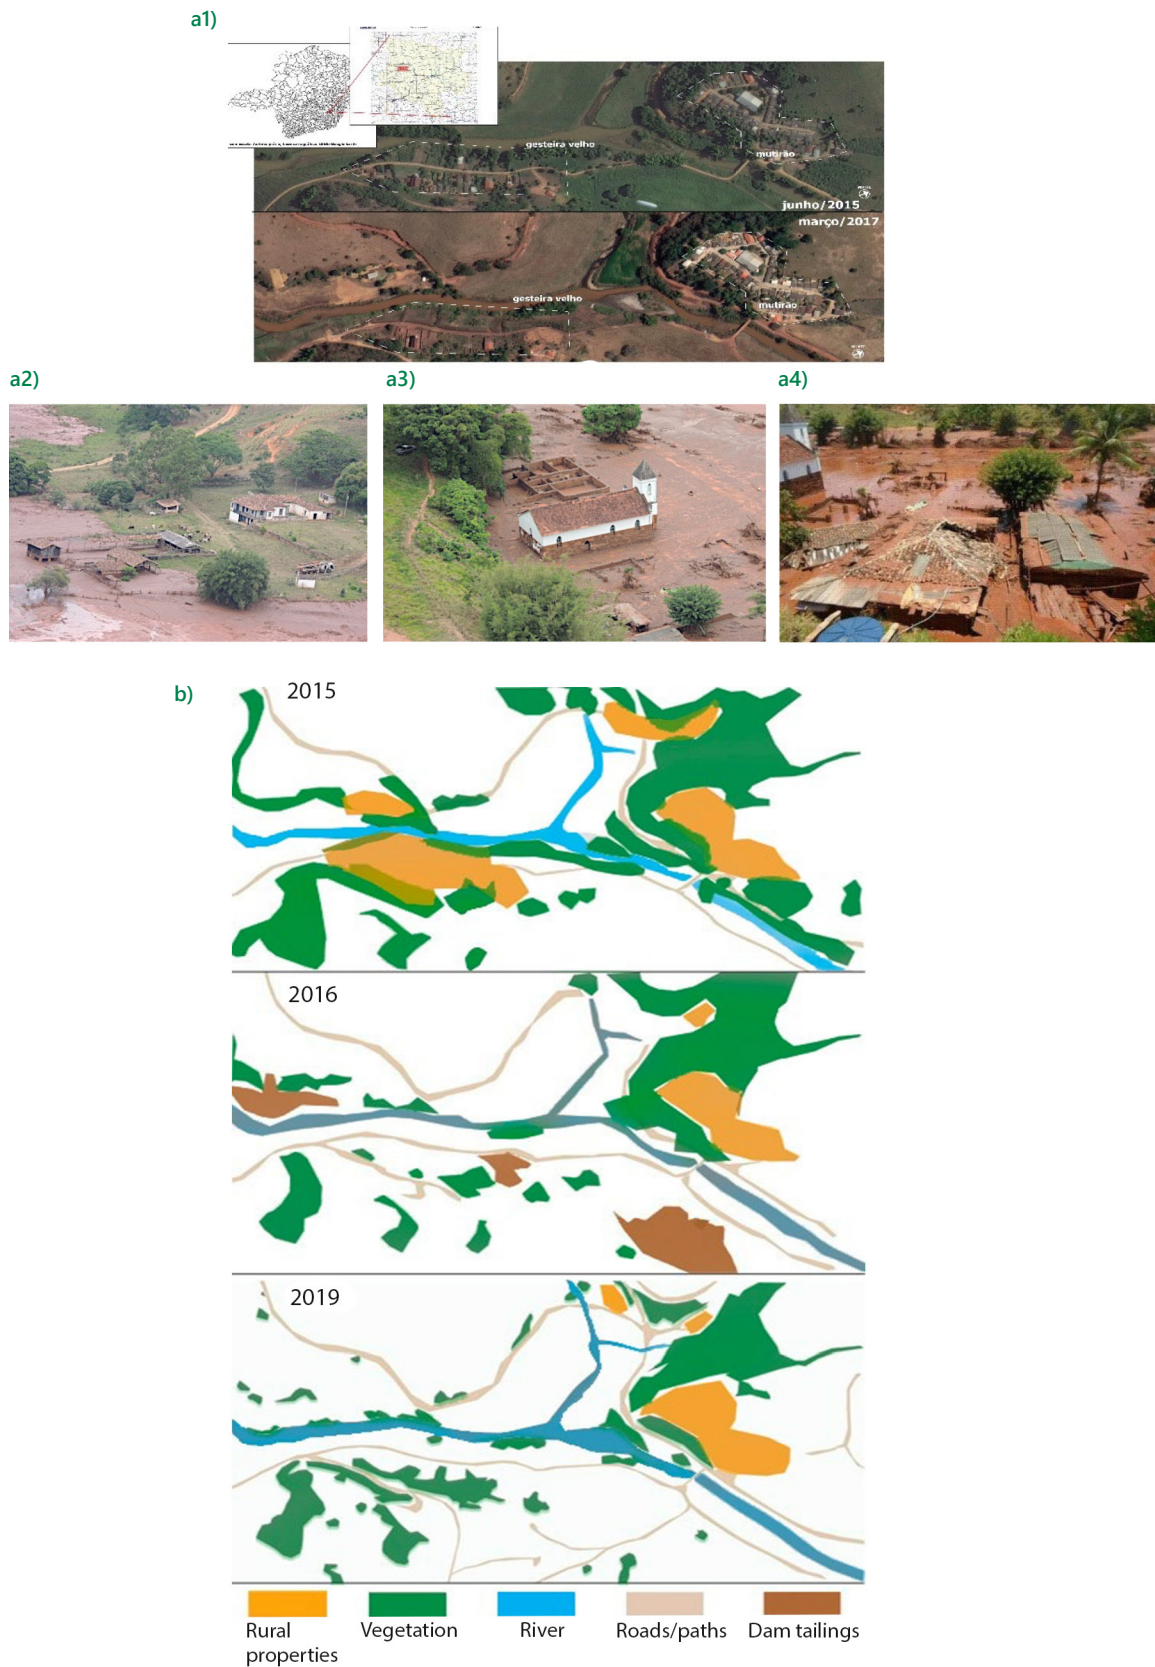 a1)
gesteira velho
mutirão
junho/2015
março/2017
gesteira velho
mutirão
a2)
a3)
a4)
b)
2015
2016
2019
Rural properties
Vegetation
River
Roads/paths
Dam tailings